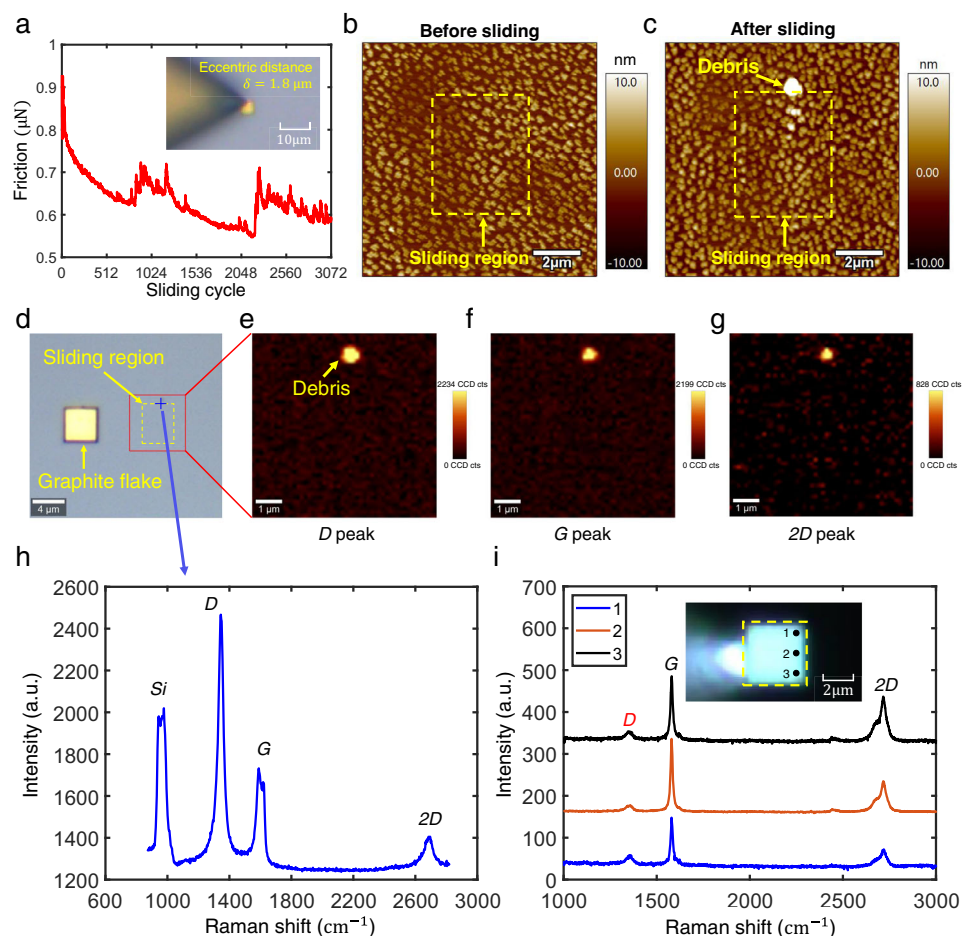 a
Friction (μN)
1
0.9
0.8
0.7
0.6
0.5
0
512
1024
1536
2048
2560
3072
Sliding cycle
Eccentric distance
δ = 1.8 μm
10μm
b
Before sliding
Sliding region
2μm
nm
10.0
0.00
-10.00
c
After sliding
Debris
Sliding region
2μm
nm
10.0
0.00
-10.00
d
Sliding region
Graphite flake
4 μm
e
Debris
1 μm
2234 CCD cts
0 CCD cts
D peak
f
1 μm
2199 CCD cts
0 CCD cts
G peak
g
1 μm
828 CCD cts
0 CCD cts
2D peak
h
Intensity (a.u.)
2600
2400
2200
2000
1800
1600
1400
1200
Si
D
G
2D
600
1000
1400
1800
2200
2600
3000
Raman shift (cm⁻¹)
i
Intensity (a.u.)
700
600
500
400
300
200
100
0
1
2
3
D
G
2D
1
2
3
2μm
1000
1500
2000
2500
3000
Raman shift (cm⁻¹)